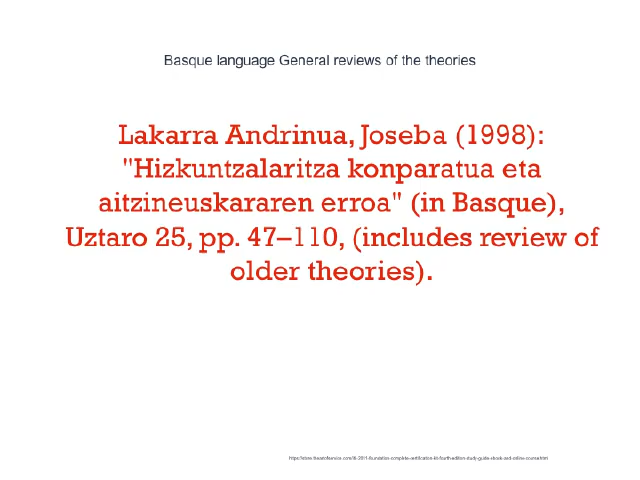 Basque language General reviews of the theories
Lakarra Andrinua, Joseba (1998):
"Hizkuntzalaritza konparatua eta
aitzineuskararen erroa" (in Basque),
Uztaro 25, pp. 47–110, (includes review of
older theories).